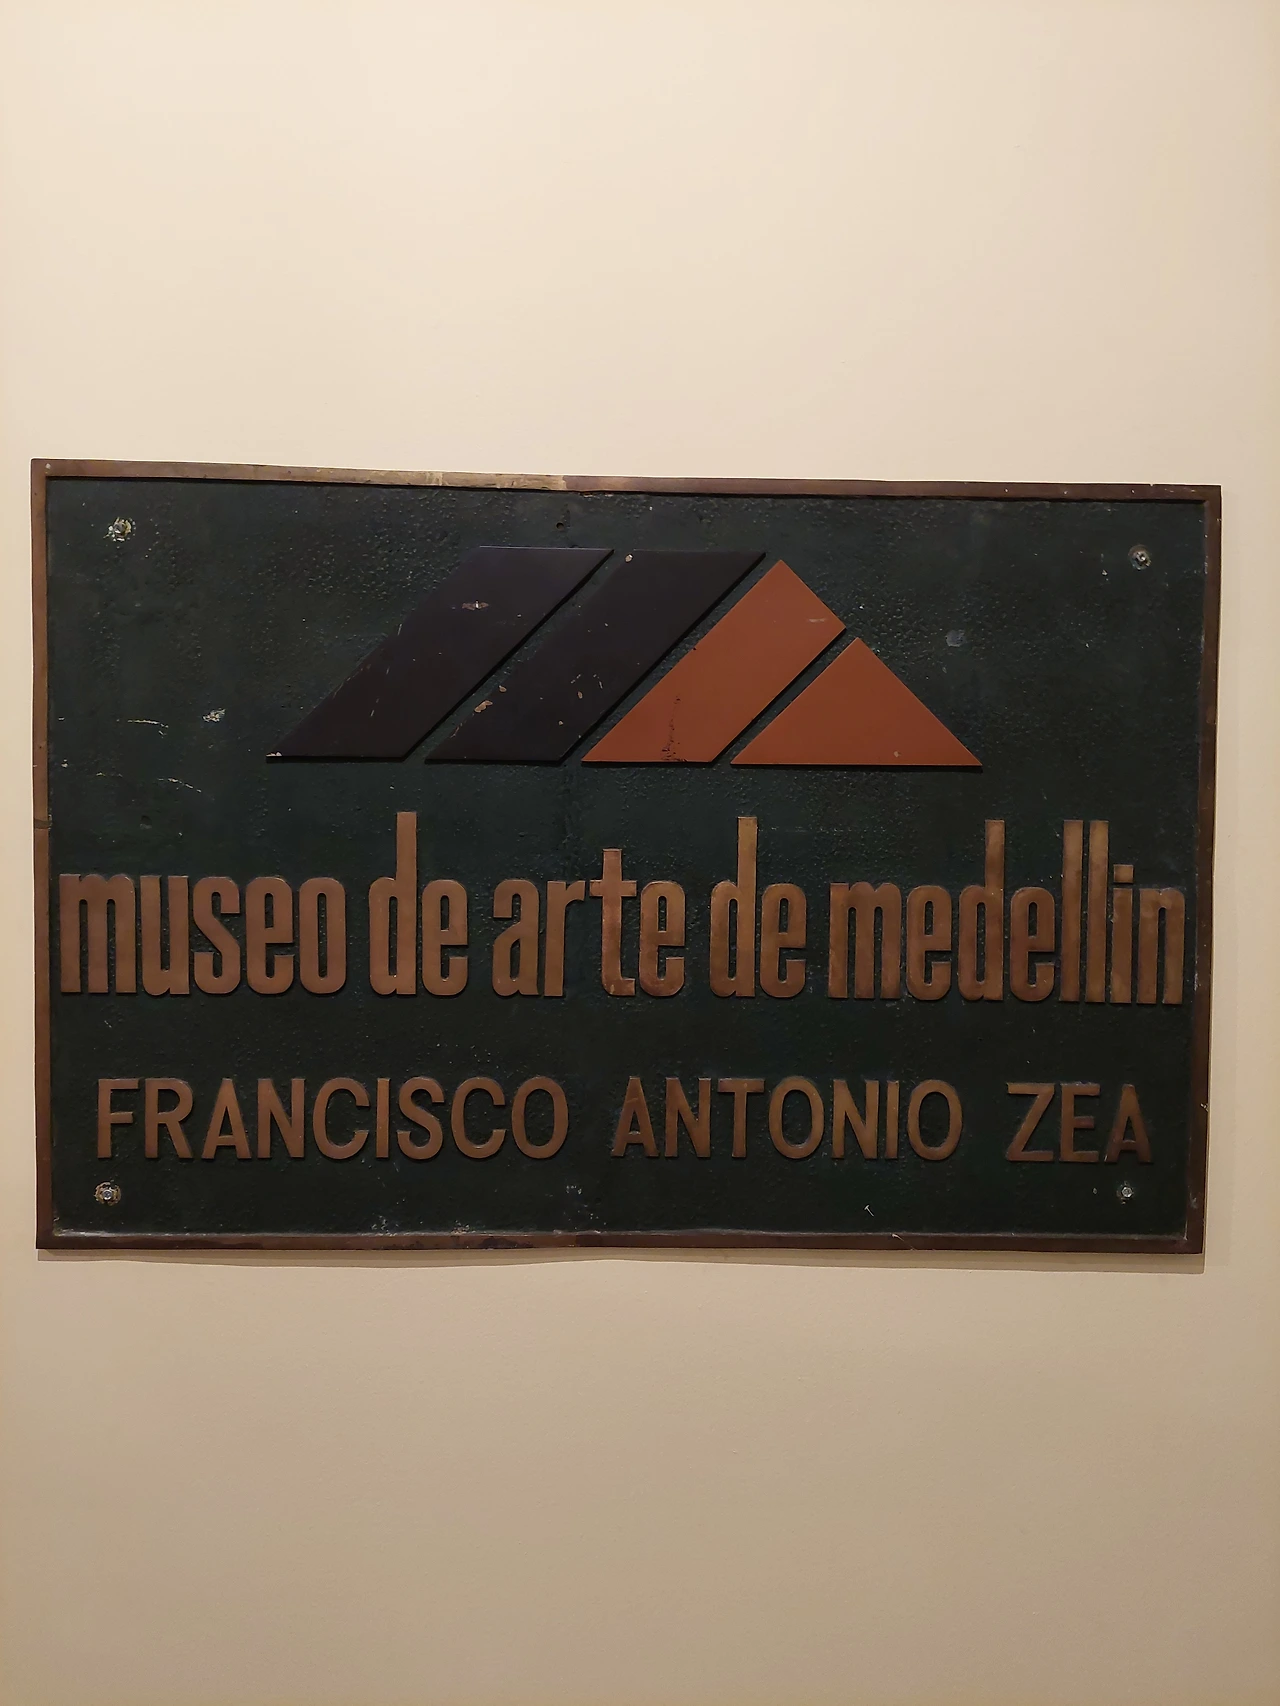 museo de arte de medellin
FRANCISCO ANTONIO ZEA